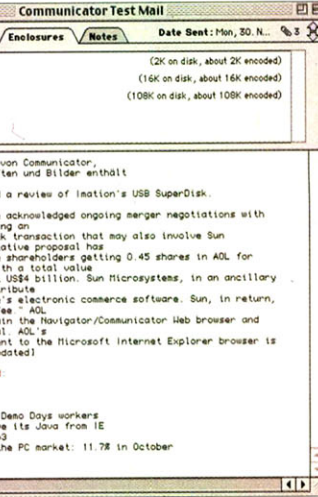 Communicator Test Mail
Enclosures Notes Date Sent: Mon, 30. N... 3
(2K on disk, about 2K encoded)
(16K on disk, about 16K encoded)
(108K on disk, about 108K encoded)
von Communicator,
ten und Bilder enthält
a review of Imation's USB SuperDisk.
acknowledged ongoing merger negotiations with
ng an
k transaction that may also involve Sun
ative proposal has
shareholders getting 0.45 shares in AOL for
th a total value
US$4 billion. Sun Microsystems, in an ancillary
ribute
's electronic commerce software. Sun, in return,
fee." AOL
in the Navigator/Communicator Web browser and
l. AOL's
nt to the Microsoft Internet Explorer browser is
dated]
:
Demo Days workers
ve its Java from IE
3
he PC market: 11.7% in October